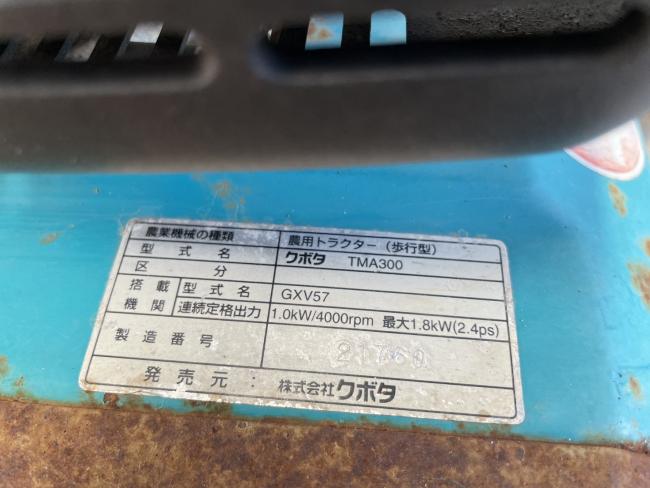 農業機械の種類 農用トラクター（歩行型）
型式名 クボタ TMA300
区分
搭載機関 型式名 GXV57
連続定格出力 1.0kW/4000rpm 最大1.8kW(2.4ps)
製造番号
発売元： 株式会社クボタ